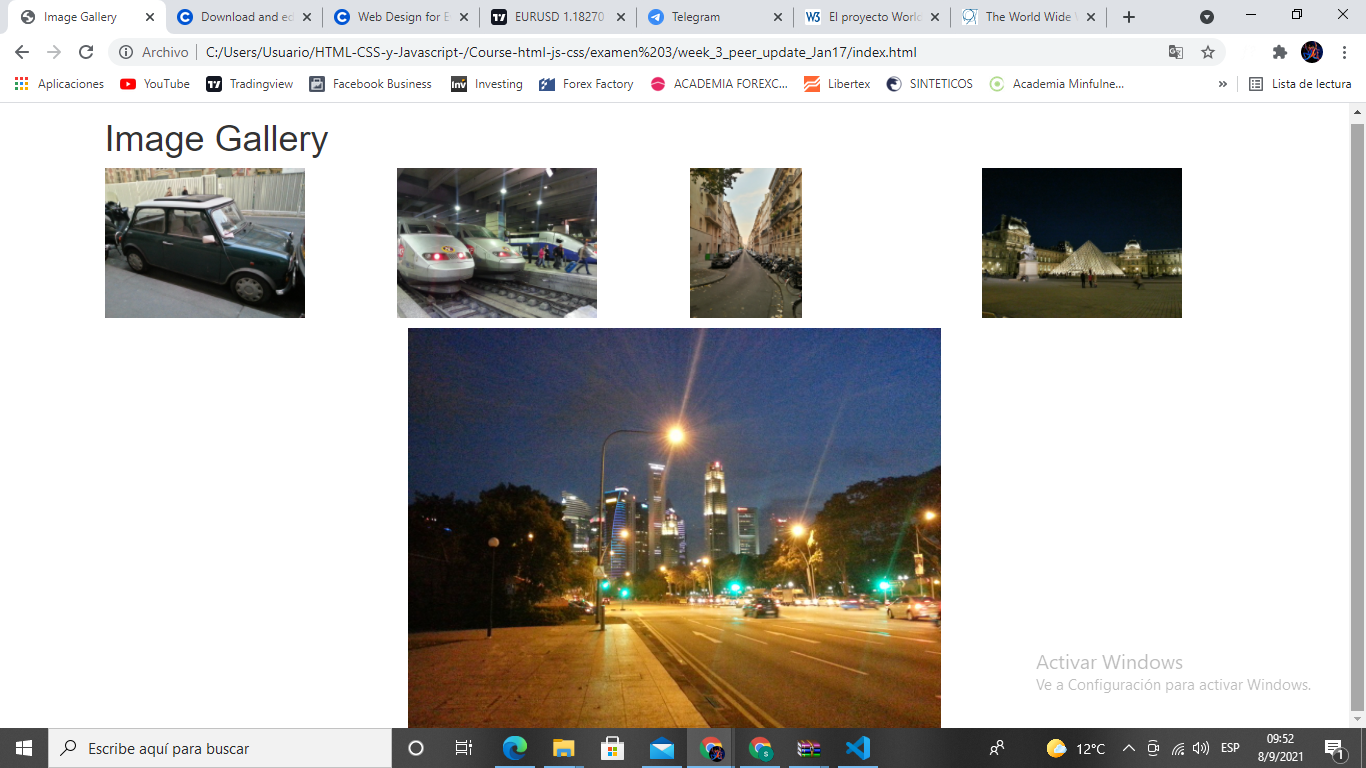 Image Gallery
Download and ed
Web Design for E
EURUSD 1.18270
Telegram
El proyecto World
The World Wide
Archivo
C:/Users/Usuario/HTML-CSS-y-Javascript-/Course-html-js-css/examen%203/week_3_peer_update_Jan17/index.html
Aplicaciones
YouTube
Tradingview
Facebook Business
Investing
Forex Factory
ACADEMIA FOREXC...
Libertex
SINTETICOS
Academia Minfulne...
»
Lista de lectura
Image Gallery
Activar Windows
Ve a Configuración para activar Windows.
Escribe aquí para buscar
12°C
ESP
09:52
8/9/2021
1